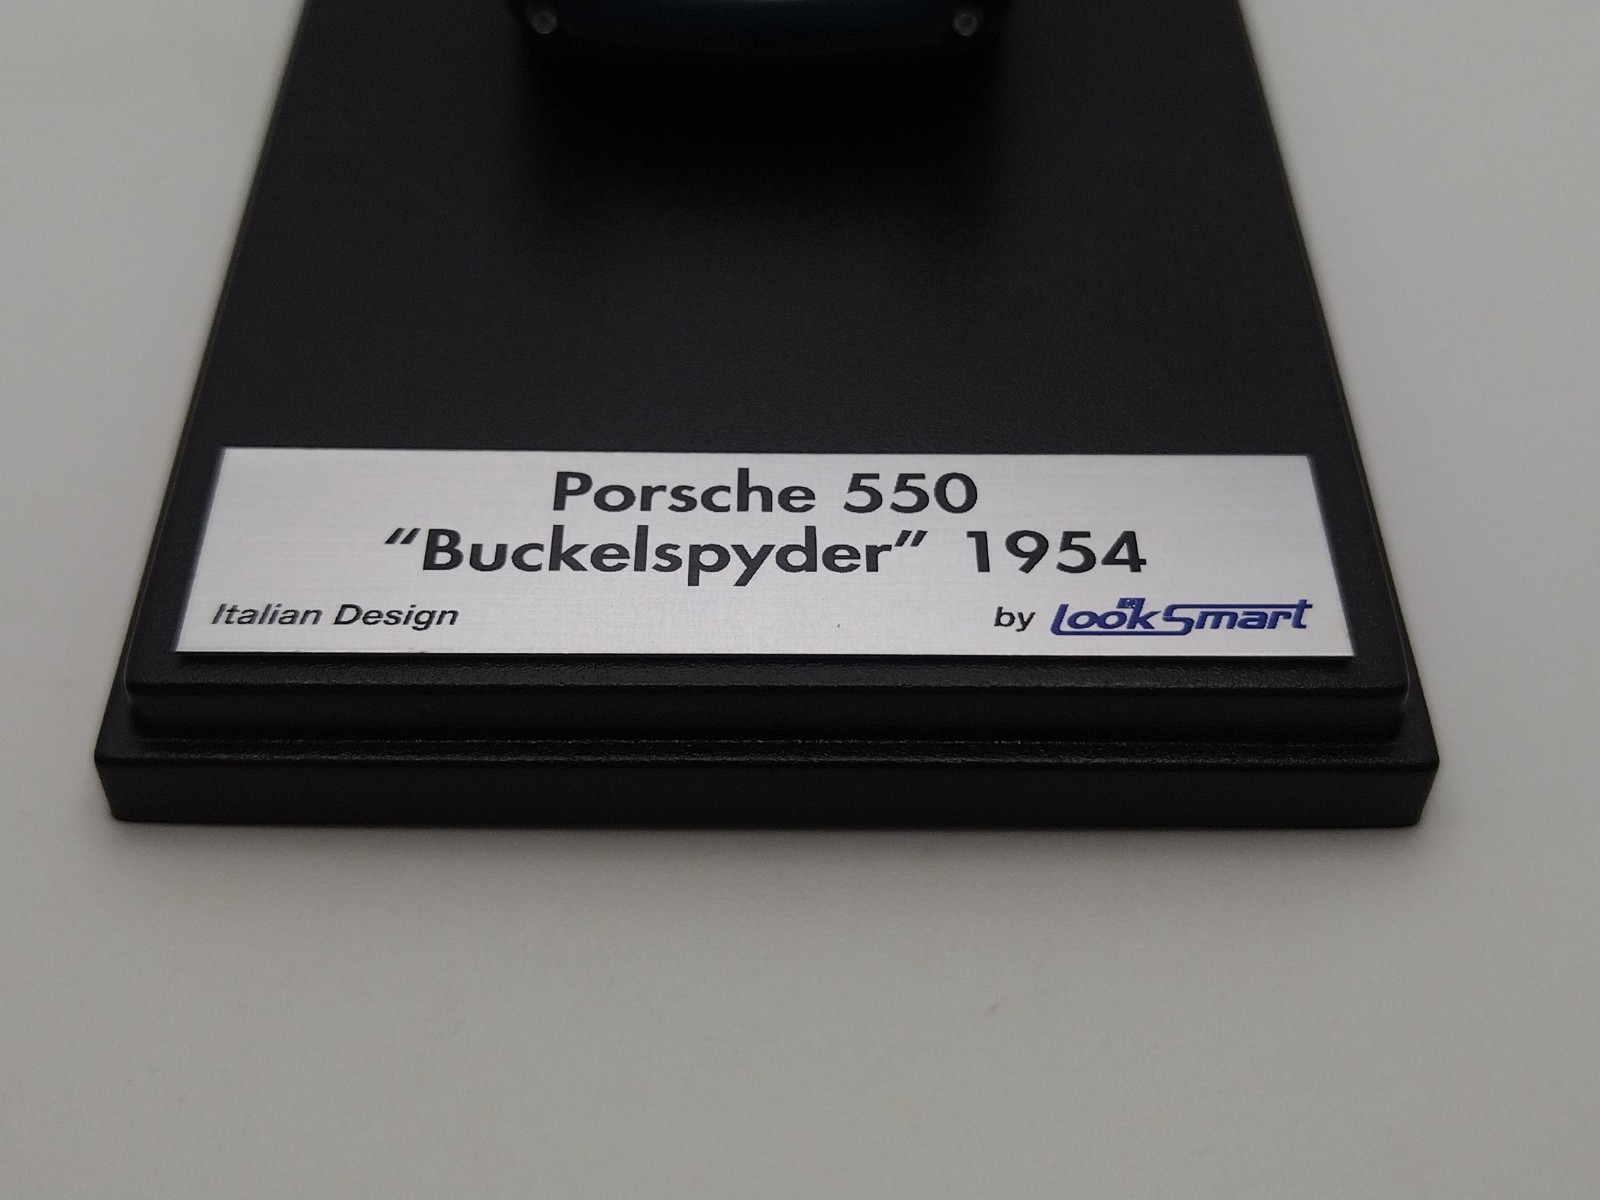 Porsche 550
“Buckelspyder” 1954
Italian Design by LookSmart